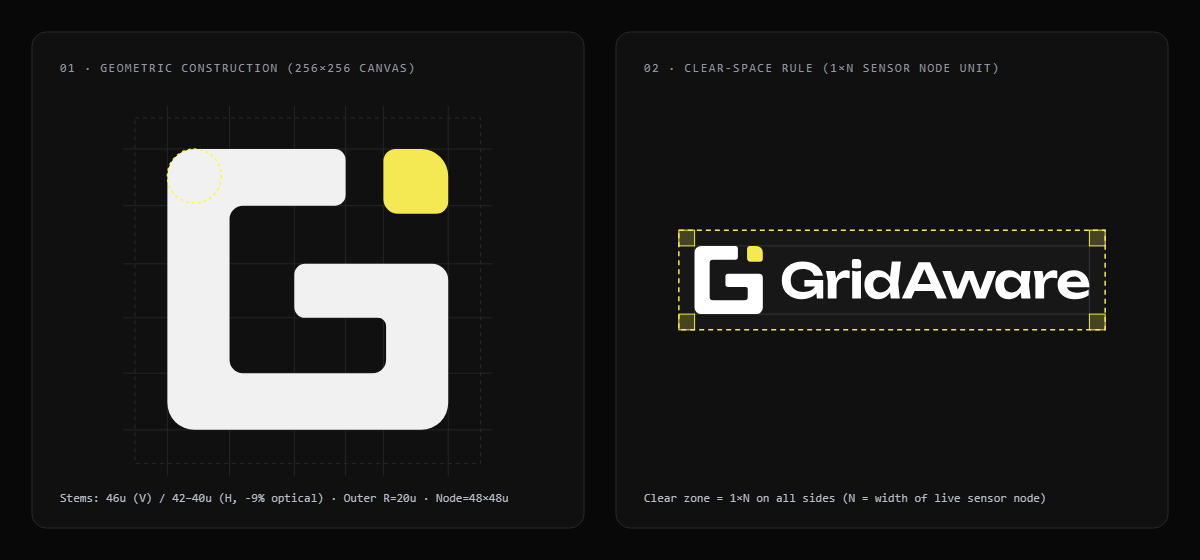 01 · GEOMETRIC CONSTRUCTION (256×256 CANVAS)
Stems: 46u (V) / 42–40u (H, -9% optical) · Outer R=20u · Node=48×48u
02 · CLEAR-SPACE RULE (1×N SENSOR NODE UNIT)
GridAware
Clear zone = 1×N on all sides (N = width of live sensor node)